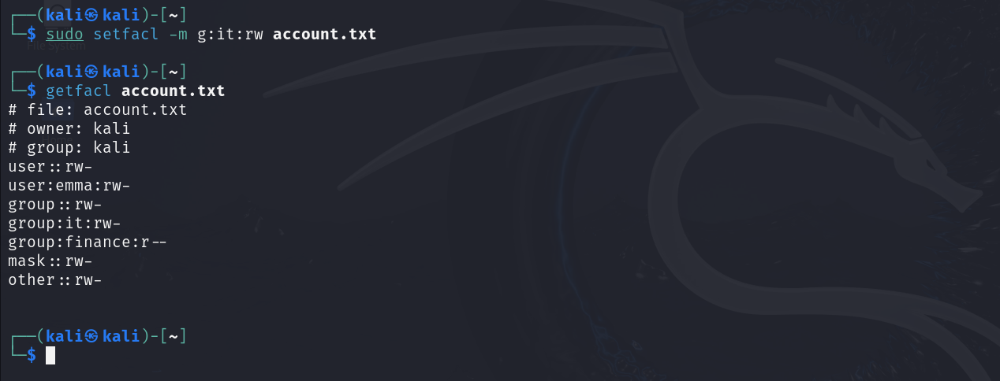 ┌──(kali㉿kali)-[~]
└─$ sudo setfacl -m g:it:rw account.txt
File System
┌──(kali㉿kali)-[~]
└─$ getfacl account.txt
# file: account.txt
# owner: kali
# group: kali
user::rw-
user:emma:rw-
group::rw-
group:it:rw-
group:finance:r--
mask::rw-
other::rw-
┌──(kali㉿kali)-[~]
└─$